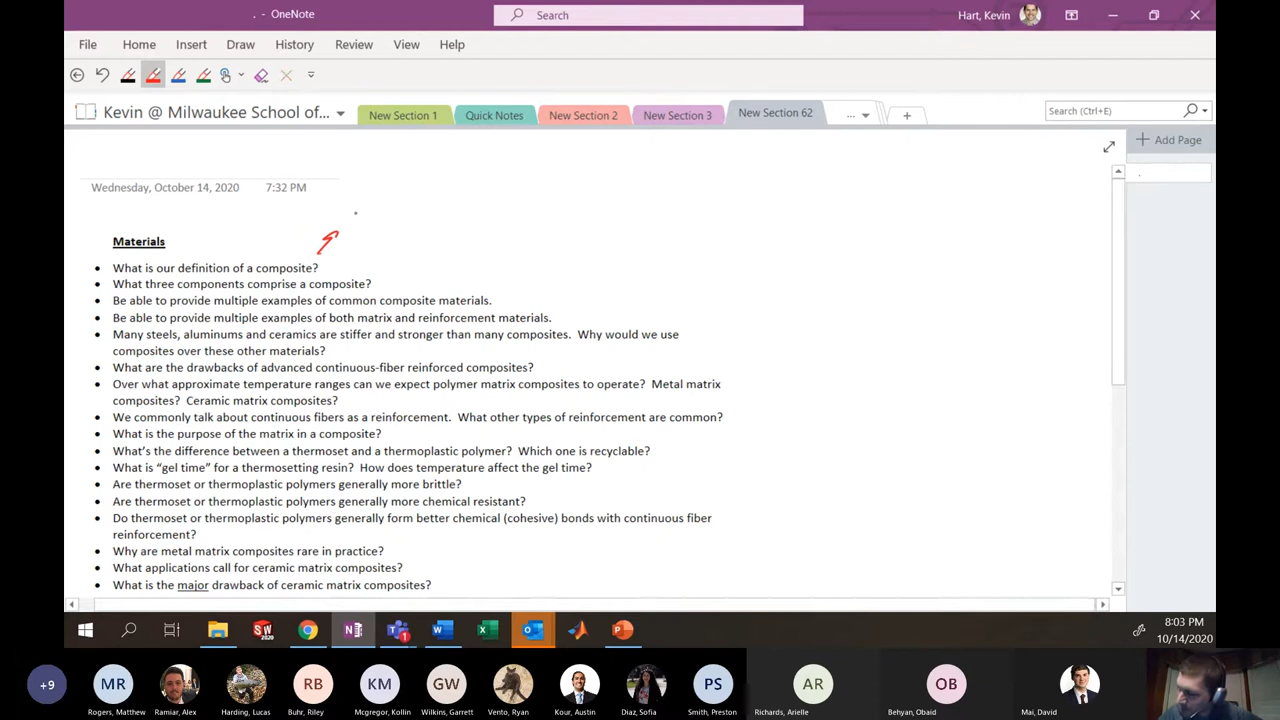 . - OneNote
Search
Hart, Kevin
File Home Insert Draw History Review View Help
Kevin @ Milwaukee School of...
New Section 1
Quick Notes
New Section 2
New Section 3
New Section 62
...
Search (Ctrl+E)
Add Page
.
Wednesday, October 14, 2020 7:32 PM
Materials
• What is our definition of a composite?
• What three components comprise a composite?
• Be able to provide multiple examples of common composite materials.
• Be able to provide multiple examples of both matrix and reinforcement materials.
• Many steels, aluminums and ceramics are stiffer and stronger than many composites. Why would we use
composites over these other materials?
• What are the drawbacks of advanced continuous-fiber reinforced composites?
• Over what approximate temperature ranges can we expect polymer matrix composites to operate? Metal matrix
composites? Ceramic matrix composites?
• We commonly talk about continuous fibers as a reinforcement. What other types of reinforcement are common?
• What is the purpose of the matrix in a composite?
• What's the difference between a thermoset and a thermoplastic polymer? Which one is recyclable?
• What is “gel time” for a thermosetting resin? How does temperature affect the gel time?
• Are thermoset or thermoplastic polymers generally more brittle?
• Are thermoset or thermoplastic polymers generally more chemical resistant?
• Do thermoset or thermoplastic polymers generally form better chemical (cohesive) bonds with continuous fiber
reinforcement?
• Why are metal matrix composites rare in practice?
• What applications call for ceramic matrix composites?
• What is the major drawback of ceramic matrix composites?
SW
2020
1
8:03 PM
10/14/2020
+9
MR
RB
KM
GW
PS
AR
OB
Rogers, Matthew
Ramiar, Alex
Harding, Lucas
Buhr, Riley
Mcgregor, Kollin
Wilkins, Garrett
Vento, Ryan
Kour, Austin
Diaz, Sofia
Smith, Preston
Richards, Arielle
Behyan, Obaid
Mai, David